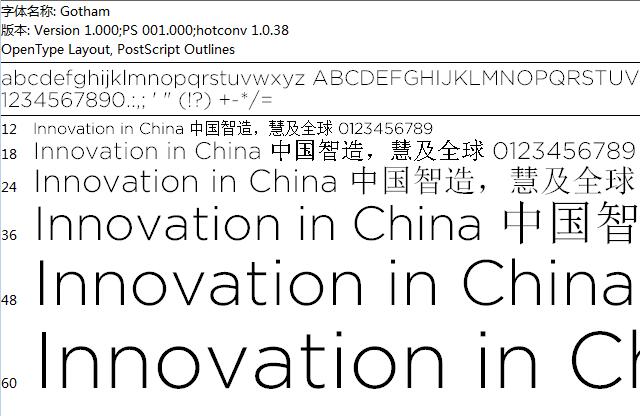 字体名称: Gotham
版本: Version 1.000;PS 001.000;hotconv 1.0.38
OpenType Layout, PostScript Outlines
abcdefghijklmnopqrstuvwxyz ABCDEFGHIJKLMNOPQRSTUV
1234567890.:,; ' " (!?) +-*/=
12 Innovation in China 中国智造，慧及全球 0123456789
18 Innovation in China 中国智造，慧及全球 0123456789
24 Innovation in China 中国智造，慧及全球
36 Innovation in China 中国智
48 Innovation in China
60 Innovation in Ch